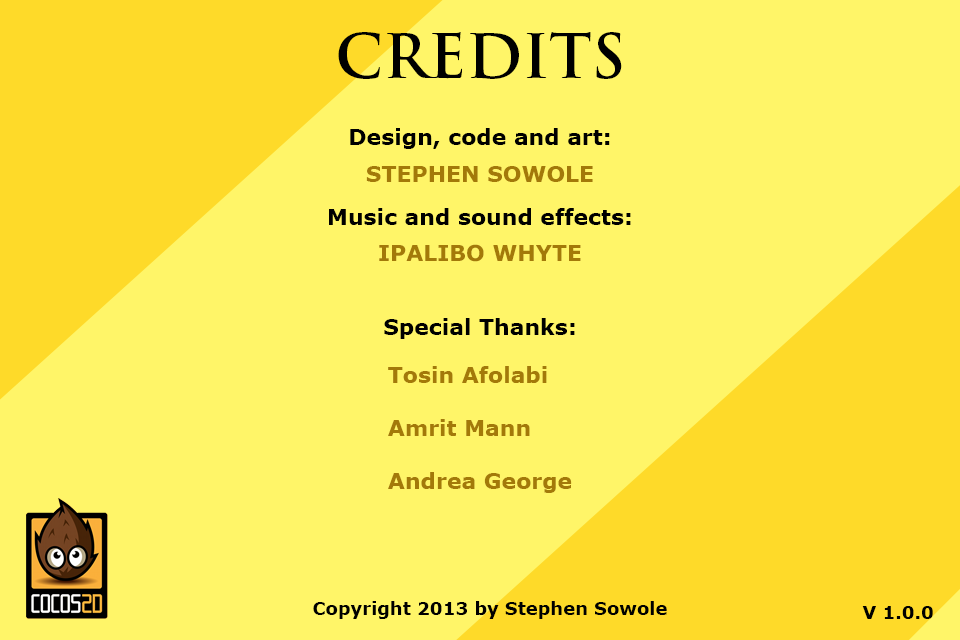 CREDITS
Design, code and art:
STEPHEN SOWOLE
Music and sound effects:
IPALIBO WHYTE
Special Thanks:
Tosin Afolabi
Amrit Mann
Andrea George
COCOS2D
Copyright 2013 by Stephen Sowole
V 1.0.0